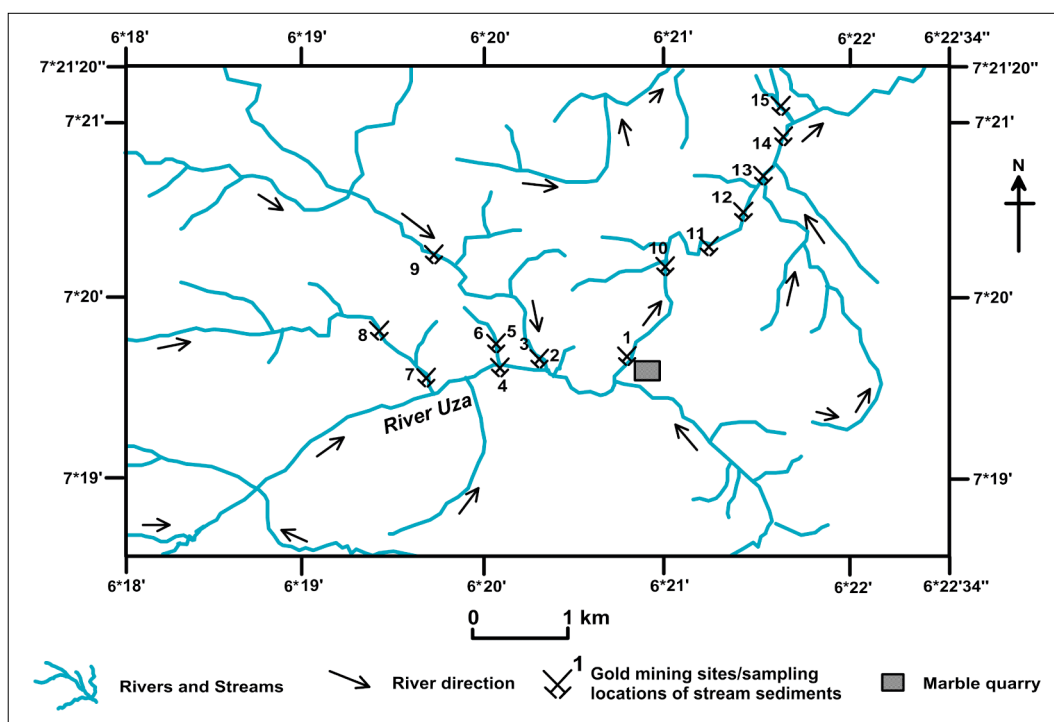 6*18' 6*19' 6*20' 6*21' 6*22' 6*22'34"
7*21'20" 7*21'20"
15
7*21' 7*21'
14
N
13
12
11
10
9
7*20' 7*20'
8
6 5
3 2
1
7
4
River Uza
7*19' 7*19'
6*18' 6*19' 6*20' 6*21' 6*22' 6*22'34"
0 1 km
Rivers and Streams
River direction
1
Gold mining sites/sampling
locations of stream sediments
Marble quarry